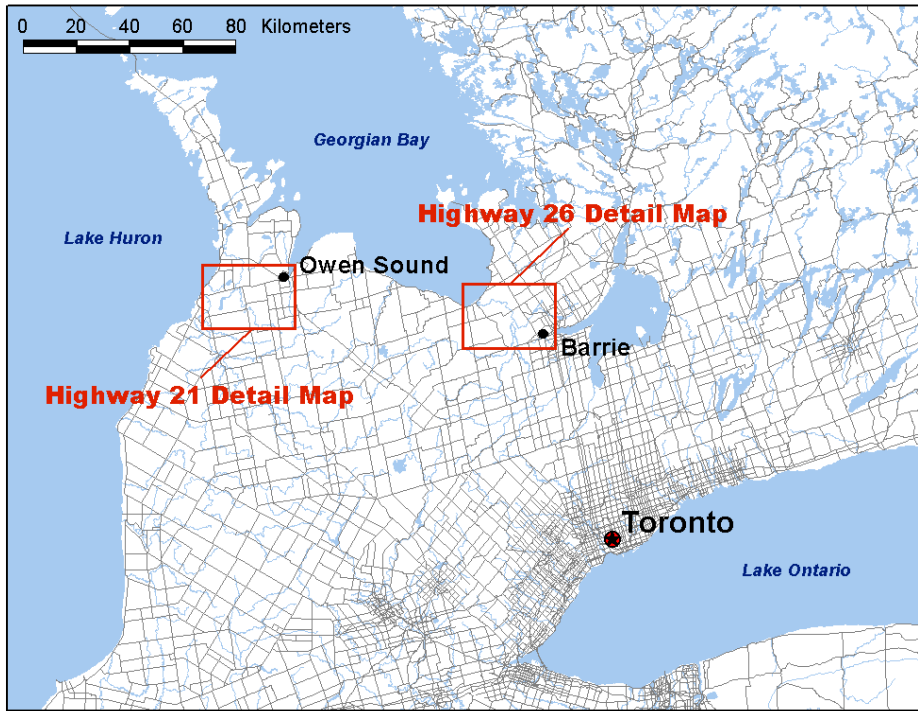 0 20 40 60 80 Kilometers
Georgian Bay
Highway 26 Detail Map
Lake Huron
Owen Sound
Barrie
Highway 21 Detail Map
Toronto
Lake Ontario